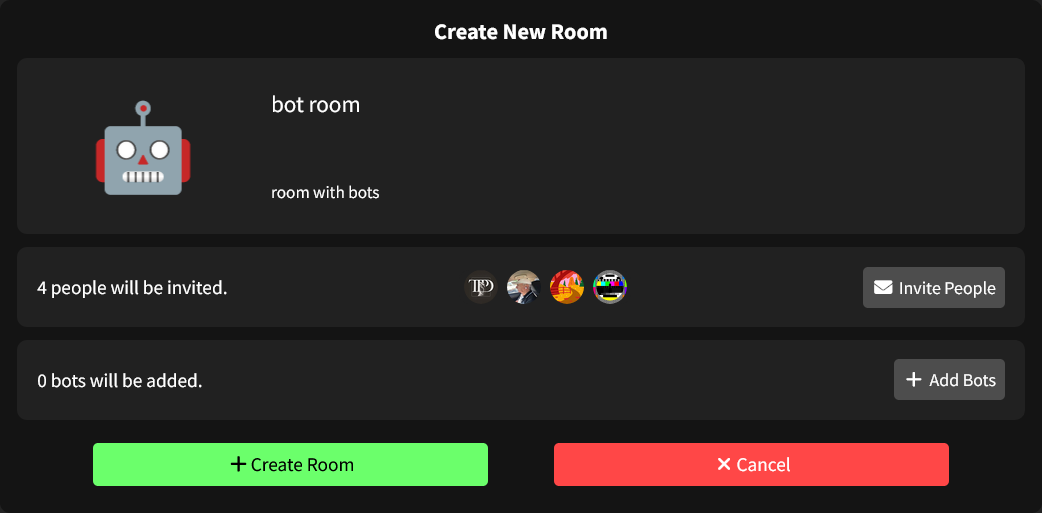 Create New Room
bot room
room with bots
4 people will be invited.
Invite People
0 bots will be added.
Add Bots
Create Room
Cancel